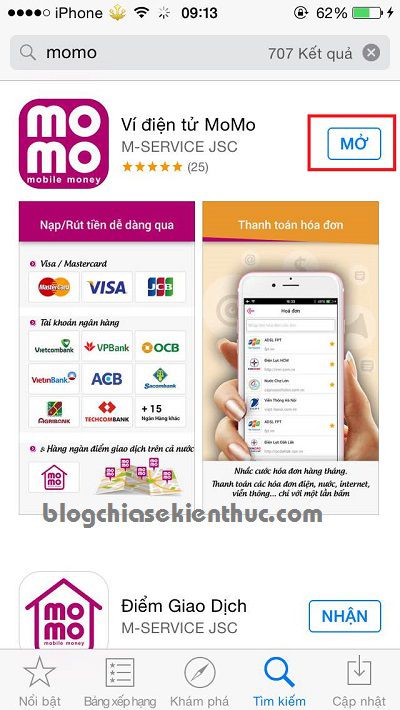 iPhone 09:13 62%
momo 707 Kết quả
mo
mo
mobile money
Ví điện tử MoMo
M-SERVICE JSC
(25)
MỞ
Nạp/Rút tiền dễ dàng qua
Visa / Mastercard
MasterCard VISA JCB
Tài khoản ngân hàng
Vietcombank VPBank OCB
VietinBank ACB Sacombank
AGRIBANK TECHCOMBANK + 15
Ngân Hàng khác
& Hàng ngàn điểm giao dịch trên cả nước
mo
mo
Thanh toán hóa đơn
Hoá đơn
ADSL FPT
Điện Lực HCM
Nước Chợ Lớn
Viễn Thông Hà Nội
ADSL FPT
Điện Lực Đăk Lăk
Nhắc cước hóa đơn hàng tháng.
Thanh toán các hóa đơn điện, nước, internet,
viễn thông... chỉ với một lần bấm
blogchiasekienthuc.com
mo
mo
mobile money
Điểm Giao Dịch
M-SERVICE JSC
NHẬN
Nổi bật Bảng xếp hạng Khám phá Tìm kiếm Cập nhật